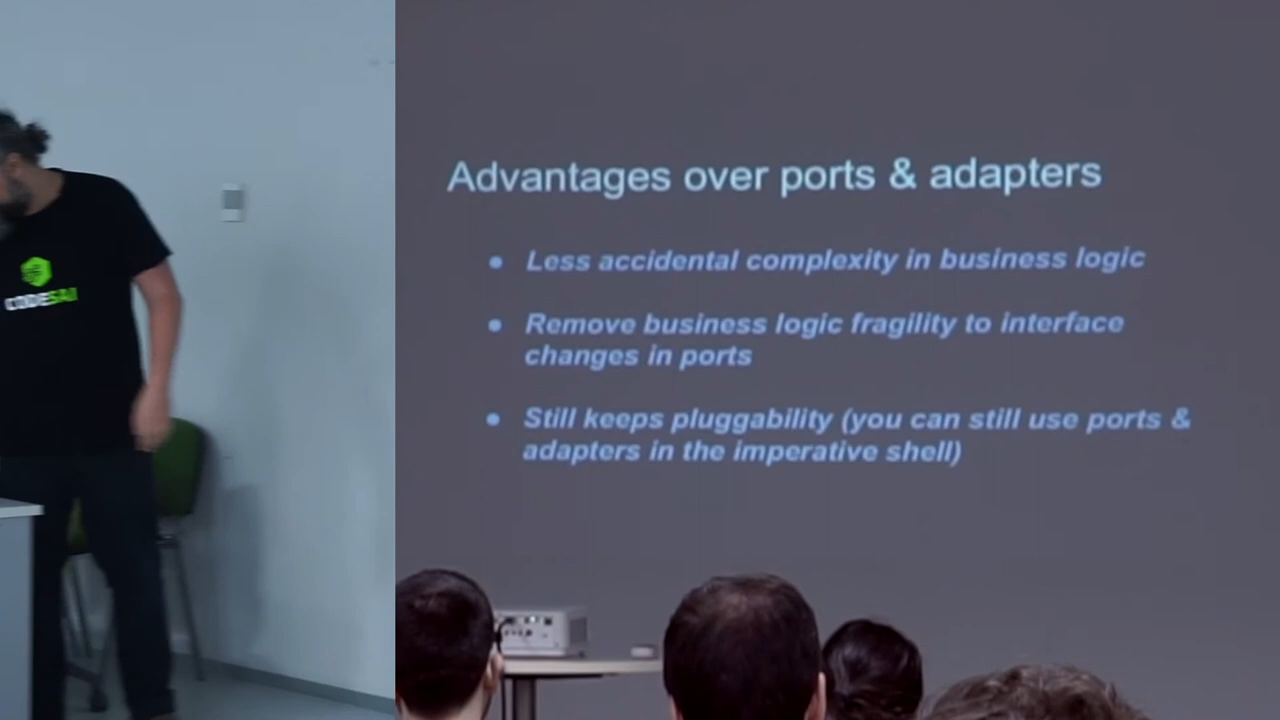 CODESAI
Advantages over ports & adapters
● Less accidental complexity in business logic
● Remove business logic fragility to interface
changes in ports
● Still keeps pluggability (you can still use ports &
adapters in the imperative shell)